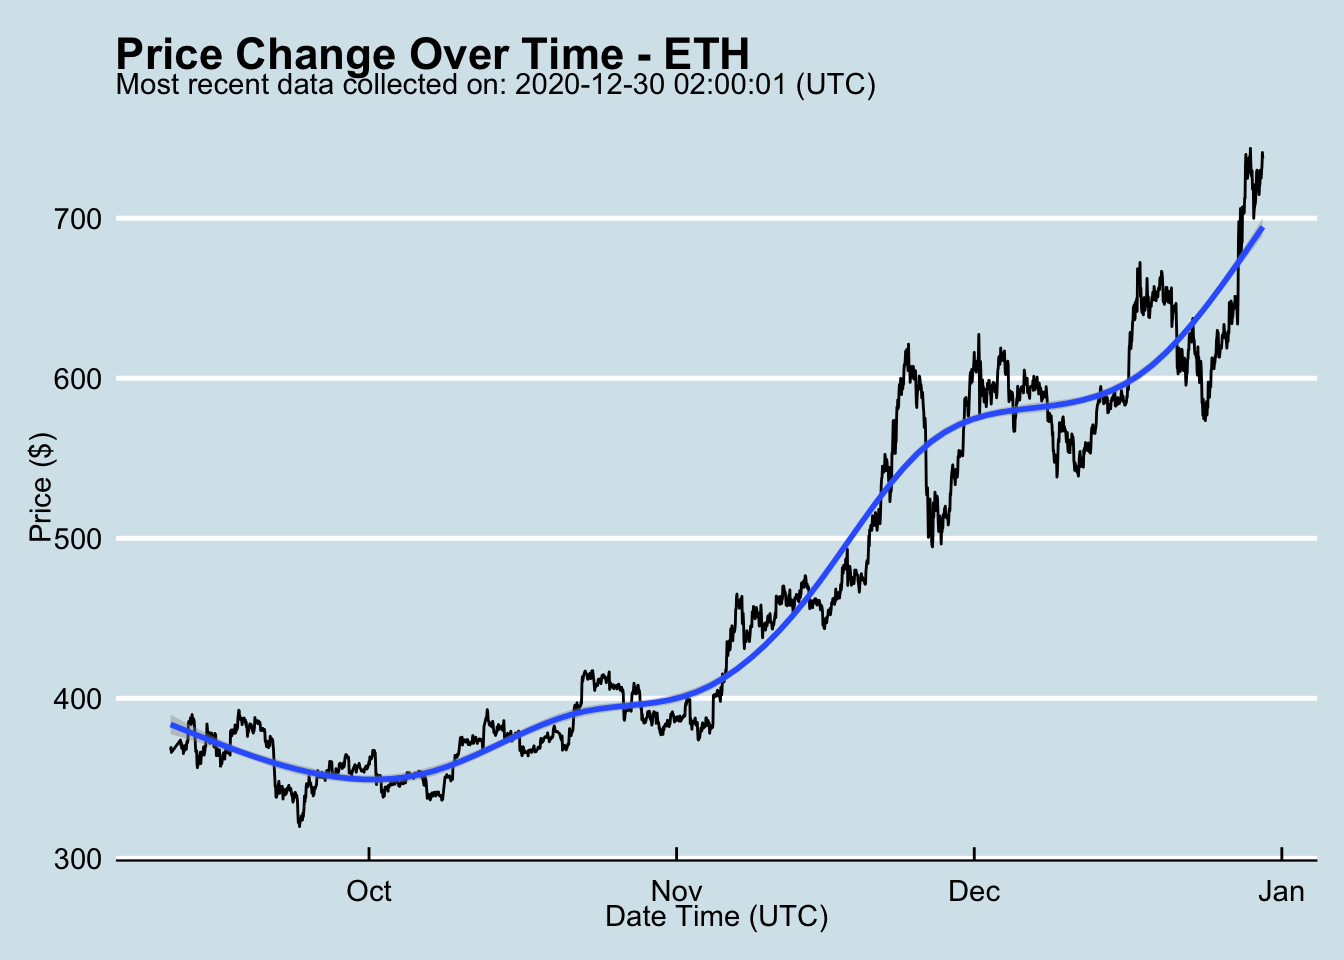 Price Change Over Time - ETH
Most recent data collected on: 2020-12-30 02:00:01 (UTC)
Price ($)
700
600
500
400
300
Oct Nov Dec Jan
Date Time (UTC)